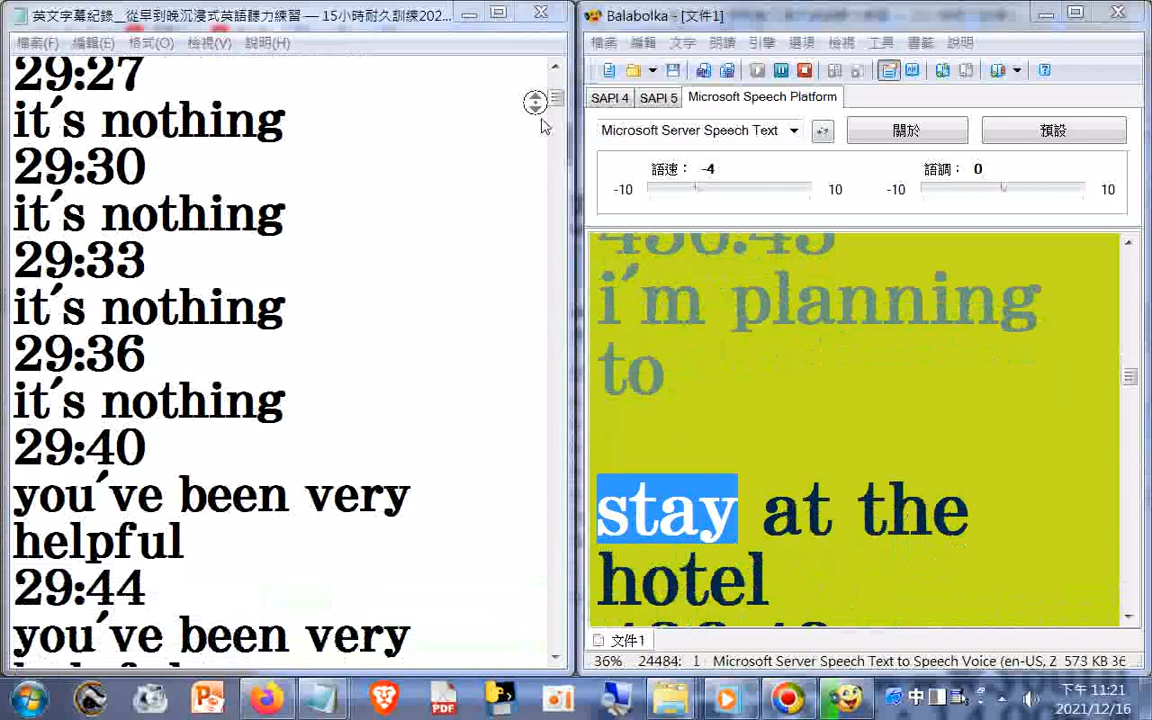 英文字幕紀錄__從早到晚沉浸式英語聽力練習 — 15小時耐久訓練202...
檔案(F) 編輯(E) 格式(O) 檢視(V) 說明(H)
29:27
it's nothing
29:30
it's nothing
29:33
it's nothing
29:36
it's nothing
29:40
you've been very
helpful
29:44
you've been very
Balabolka - [文件1]
檔案 編輯 文字 朗讀 引擎 選項 檢視 工具 書籤 說明
SAPI 4 SAPI 5 Microsoft Speech Platform
Microsoft Server Speech Text 關於 預設
語速: -4 語調: 0
-10 10 -10 10
i'm planning
to
stay at the
hotel
文件1
36% 24484: 1 Microsoft Server Speech Text to Speech Voice (en-US, Z 573 KB 36
PDF 中 下午 11:21
2021/12/16